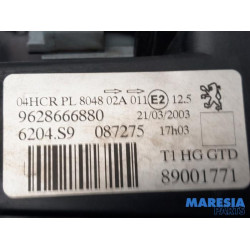 04HCR PL 8048 02A 011 E2 12.5
9628666880 21/03/2003
6204.S9 087275 17h03
T1 HG GTD
89001771
MARESIA